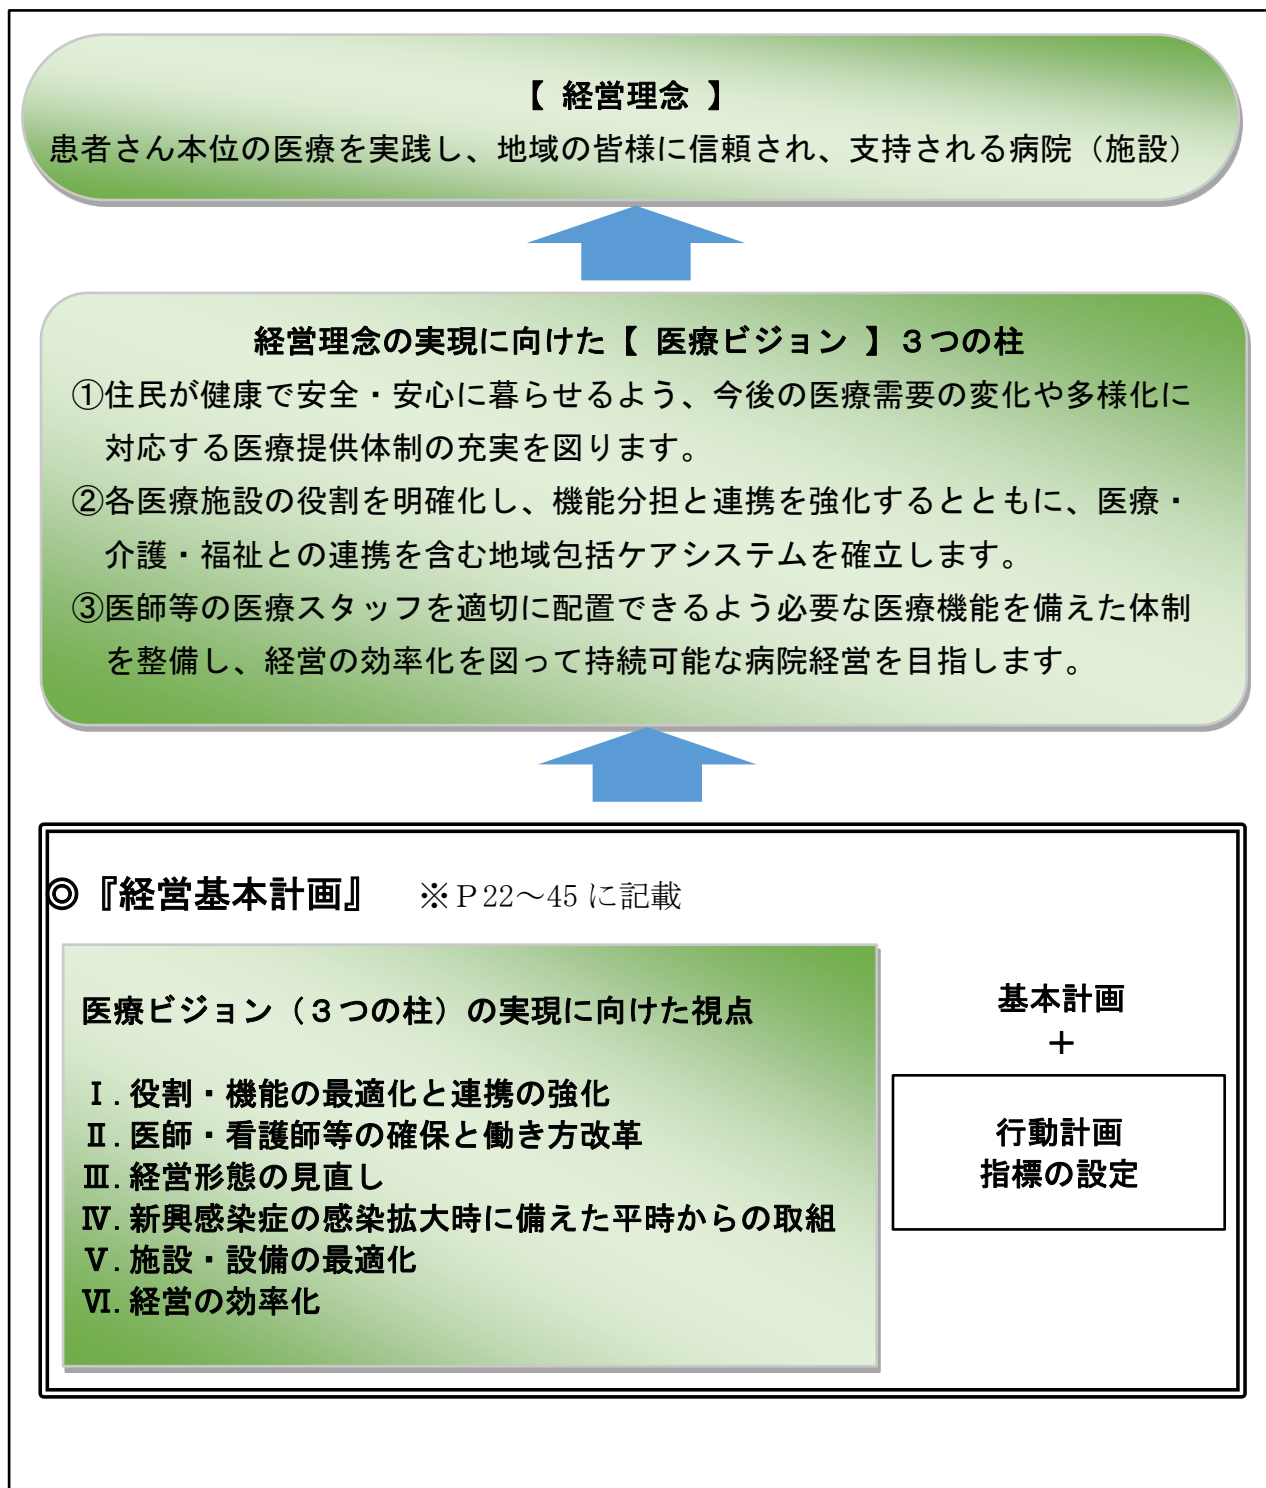 【 経営理念 】
患者さん本位の医療を実践し、地域の皆様に信頼され、支持される病院（施設）
経営理念の実現に向けた【 医療ビジョン 】３つの柱
①住民が健康で安全・安心に暮らせるよう、今後の医療需要の変化や多様化に
対応する医療提供体制の充実を図ります。
②各医療施設の役割を明確化し、機能分担と連携を強化するとともに、医療・
介護・福祉との連携を含む地域包括ケアシステムを確立します。
③医師等の医療スタッフを適切に配置できるよう必要な医療機能を備えた体制
を整備し、経営の効率化を図って持続可能な病院経営を目指します。
◎『経営基本計画』　※Ｐ22～45 に記載
医療ビジョン（３つの柱）の実現に向けた視点
Ⅰ. 役割・機能の最適化と連携の強化
Ⅱ. 医師・看護師等の確保と働き方改革
Ⅲ. 経営形態の見直し
Ⅳ. 新興感染症の感染拡大時に備えた平時からの取組
Ⅴ. 施設・設備の最適化
Ⅵ. 経営の効率化
基本計画
＋
行動計画
指標の設定